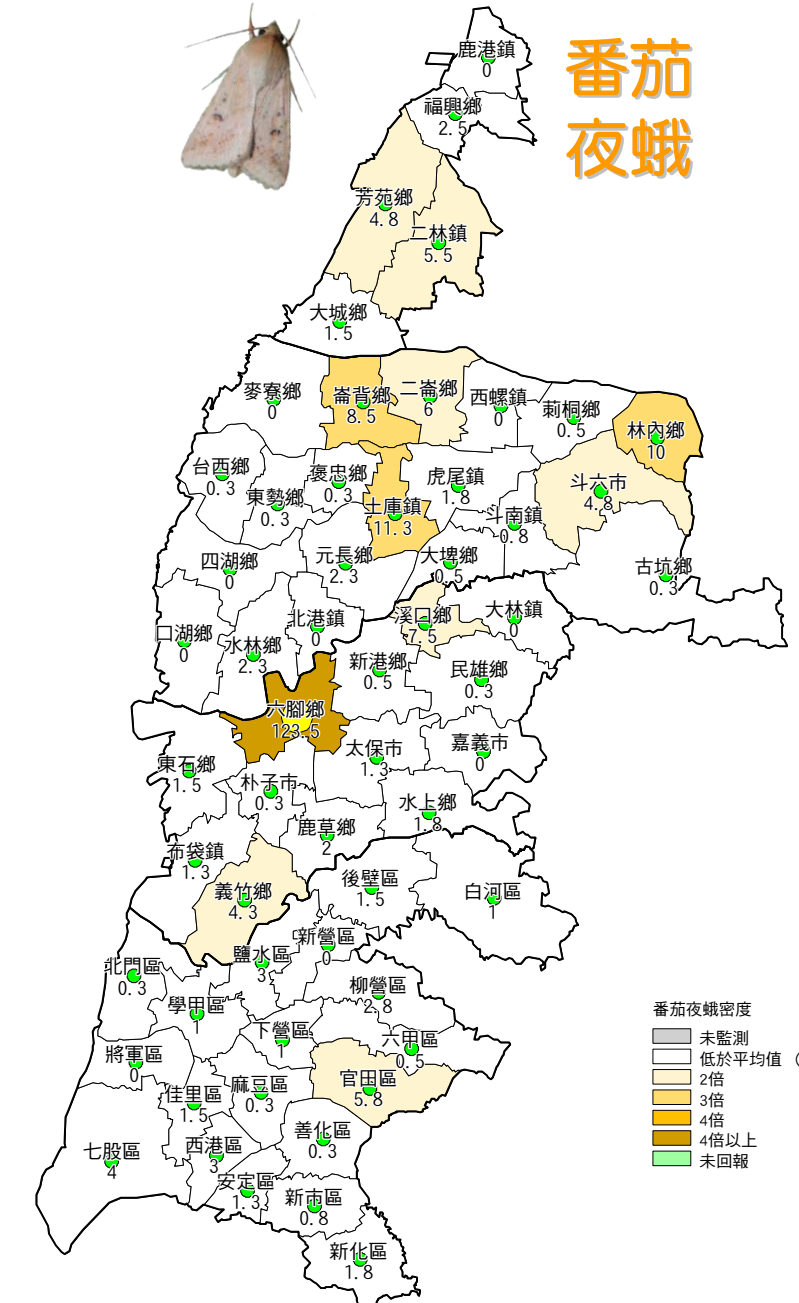 番茄
夜蛾
鹿港鎮
0
福興鄉
2.5
芳苑鄉
4.8
二林鎮
5.5
大城鄉
1.5
麥寮鄉
0
崙背鄉
8.5
二崙鄉
6
西螺鎮
0
莿桐鄉
0.5
林內鄉
10
台西鄉
0.3
東勢鄉
0.3
褒忠鄉
0.3
土庫鎮
11.3
虎尾鎮
1.8
斗南鎮
0.8
斗六市
4.8
四湖鄉
0
元長鄉
2.3
大埤鄉
0.5
古坑鄉
0.3
口湖鄉
0
水林鄉
2.3
北港鎮
0
溪口鄉
7.5
大林鎮
0
新港鄉
0.5
民雄鄉
0.3
六腳鄉
123.5
東石鄉
1.5
朴子市
0.3
太保市
1.3
嘉義市
0
水上鄉
1.8
鹿草鄉
2
布袋鎮
1.3
義竹鄉
4.3
後壁區
1.5
白河區
1
新營區
0
鹽水區
3
北門區
0.3
學甲區
1
柳營區
2.8
下營區
1
六甲區
0.5
將軍區
0
官田區
5.8
佳里區
1.5
麻豆區
0.3
七股區
4
西港區
3
善化區
0.3
安定區
1.3
新市區
0.8
新化區
1.8
番茄夜蛾密度
未監測
低於平均值 （
2倍
3倍
4倍
4倍以上
未回報